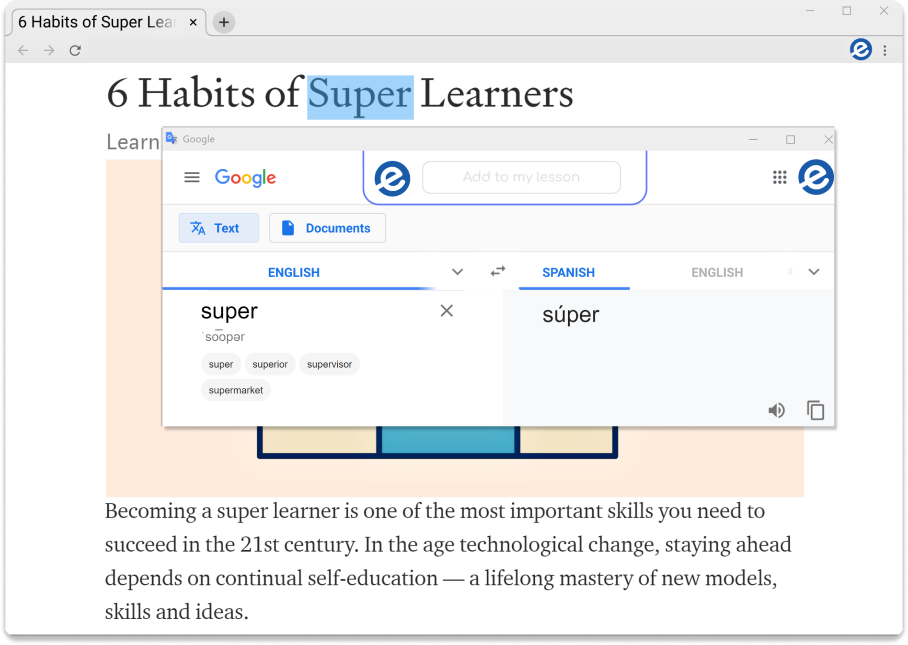 6 Habits of Super Lea
6 Habits of Super Learners
Learn
Google
Google
Add to my lesson
Text
Documents
ENGLISH
SPANISH
ENGLISH
super
súper
ˈso͞opər
super
superior
supervisor
supermarket
Becoming a super learner is one of the most important skills you need to
succeed in the 21st century. In the age technological change, staying ahead
depends on continual self-education — a lifelong mastery of new models,
skills and ideas.